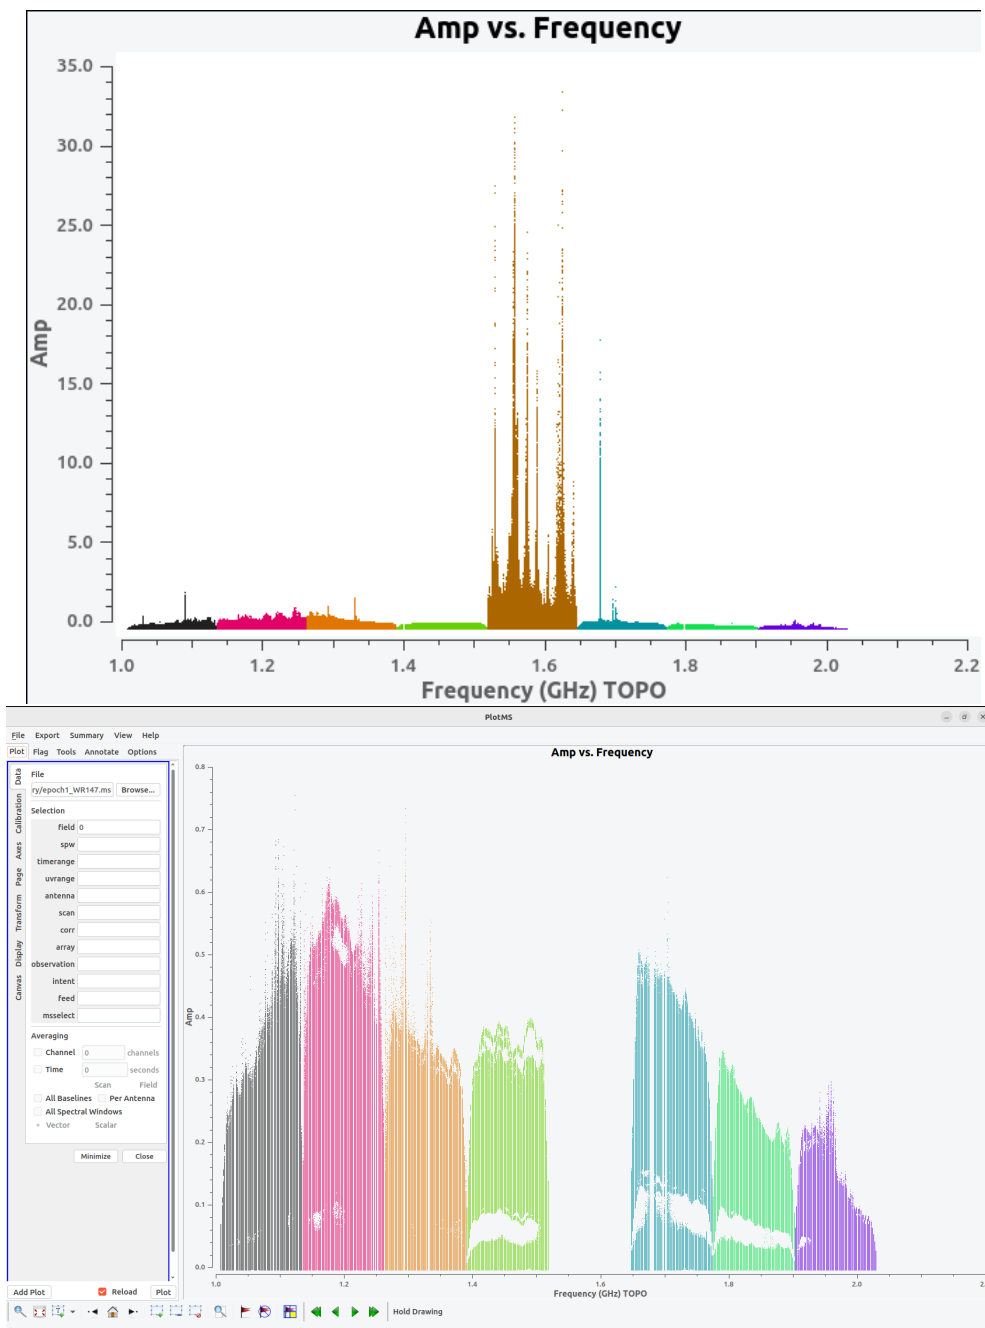 Amp vs. Frequency
35.0
30.0
25.0
20.0
15.0
10.0
5.0
0.0
Amp
1.0 1.2 1.4 1.6 1.8 2.0 2.2
Frequency (GHz) TOPO
PlotMS
File Export Summary View Help
Plot Flag Tools Annotate Options
Data
Calibration
Axes
Page
Transform
Display
Canvas
File
ry/epoch1_WR147.ms Browse...
Selection
field 0
spw
timerange
uvrange
antenna
scan
corr
array
observation
intent
feed
msselect
Averaging
Channel 0 channels
Time 0 seconds
Scan Field
All Baselines Per Antenna
All Spectral Windows
Vector Scalar
Minimize Close
Add Plot Reload Plot
Amp vs. Frequency
0.8
0.7
0.6
0.5
0.4
0.3
0.2
0.1
0.0
Amp
1.0 1.2 1.4 1.6 1.8 2.0
Frequency (GHz) TOPO
Hold Drawing